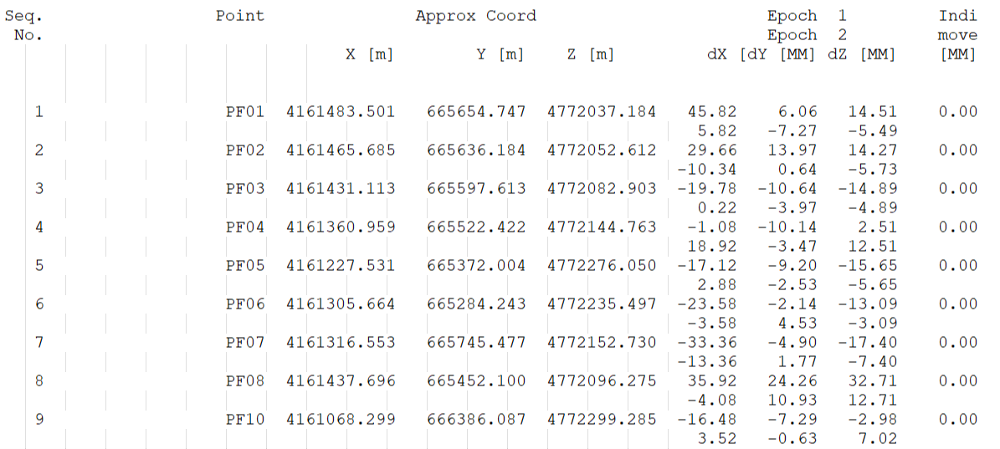 Seq. Point Approx Coord Epoch 1 Indi
No. Epoch 2 move
X [m] Y [m] Z [m] dX [dY [MM] dZ [MM] [MM]
1 PF01 4161483.501 665654.747 4772037.184 45.82 6.06 14.51 0.00
5.82 -7.27 -5.49
2 PF02 4161465.685 665636.184 4772052.612 29.66 13.97 14.27 0.00
-10.34 0.64 -5.73
3 PF03 4161431.113 665597.613 4772082.903 -19.78 -10.64 -14.89 0.00
0.22 -3.97 -4.89
4 PF04 4161360.959 665522.422 4772144.763 -1.08 -10.14 2.51 0.00
18.92 -3.47 12.51
5 PF05 4161227.531 665372.004 4772276.050 -17.12 -9.20 -15.65 0.00
2.88 -2.53 -5.65
6 PF06 4161305.664 665284.243 4772235.497 -23.58 -2.14 -13.09 0.00
-3.58 4.53 -3.09
7 PF07 4161316.553 665745.477 4772152.730 -33.36 -4.90 -17.40 0.00
-13.36 1.77 -7.40
8 PF08 4161437.696 665452.100 4772096.275 35.92 24.26 32.71 0.00
-4.08 10.93 12.71
9 PF10 4161068.299 666386.087 4772299.285 -16.48 -7.29 -2.98 0.00
3.52 -0.63 7.02